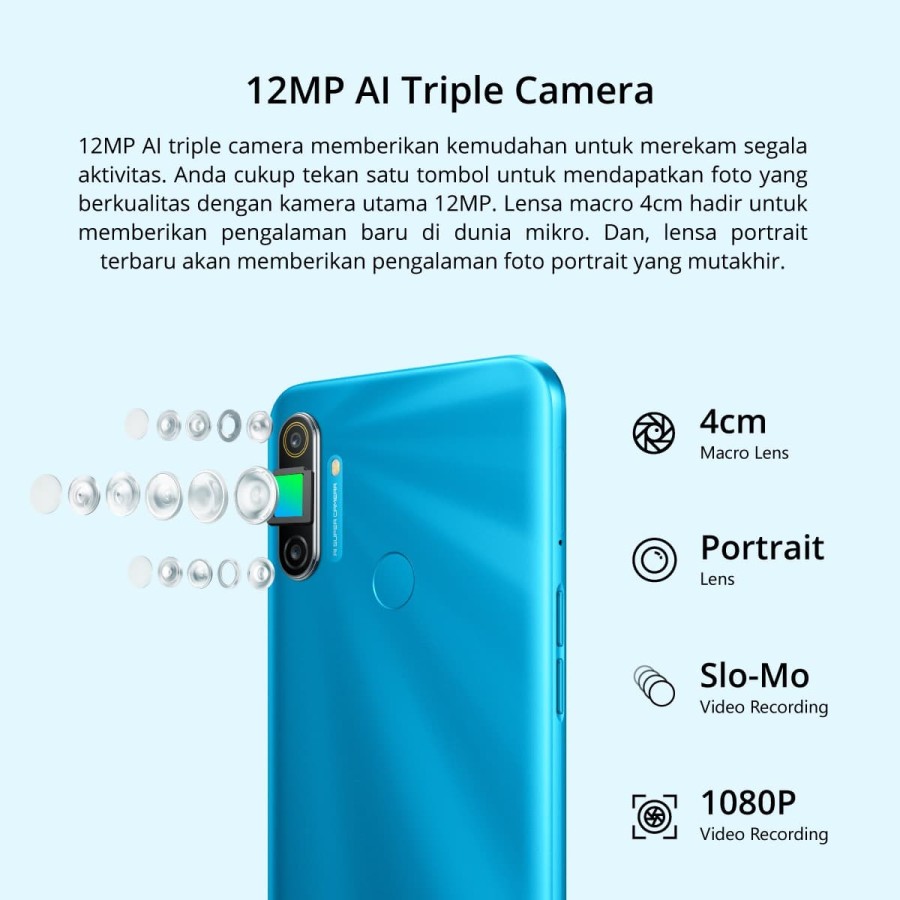 12MP AI Triple Camera
12MP AI triple camera memberikan kemudahan untuk merekam segala
aktivitas. Anda cukup tekan satu tombol untuk mendapatkan foto yang
berkualitas dengan kamera utama 12MP. Lensa macro 4cm hadir untuk
memberikan pengalaman baru di dunia mikro. Dan, lensa portrait
terbaru akan memberikan pengalaman foto portrait yang mutakhir.
AI SUPER CAMERA
4cm
Macro Lens
Portrait
Lens
Slo-Mo
Video Recording
1080P
Video Recording